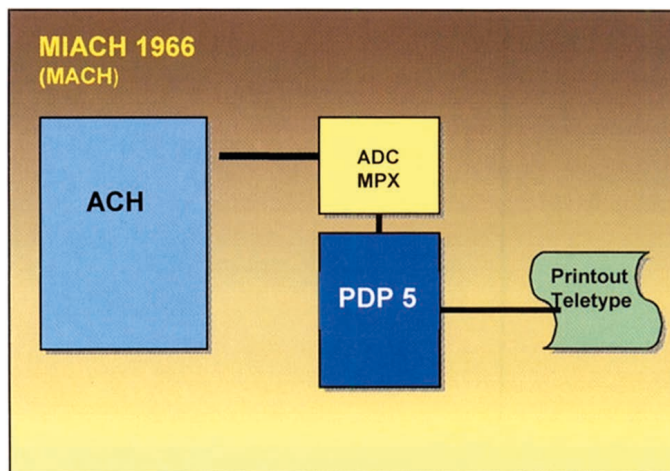 MIACH 1966
(MACH)
ACH
ADC
MPX
PDP 5
Printout
Teletype